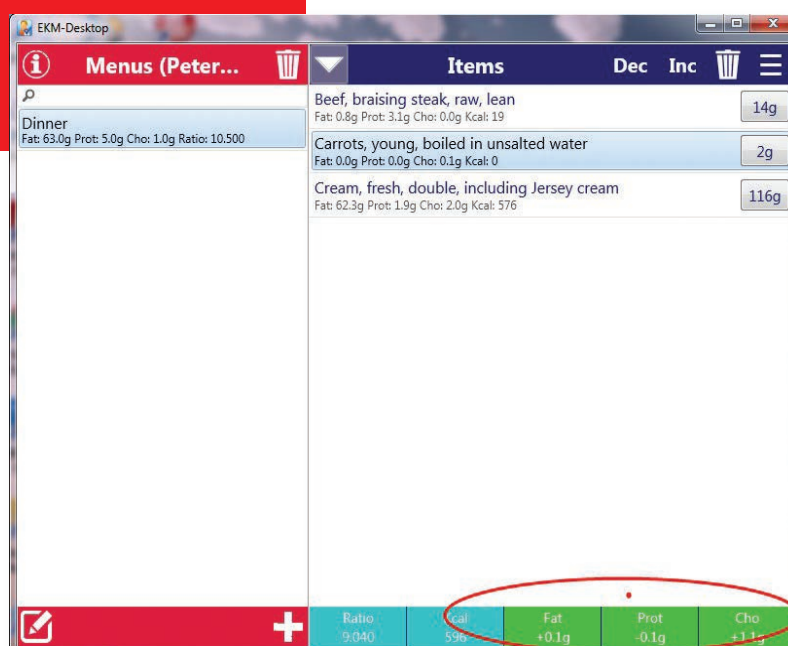 EKM-Desktop
Menus (Peter...
Dinner
Fat: 63.0g Prot: 5.0g Cho: 1.0g Ratio: 10.500
Items Dec Inc
Beef, braising steak, raw, lean
Fat: 0.8g Prot: 3.1g Cho: 0.0g Kcal: 19
14g
Carrots, young, boiled in unsalted water
Fat: 0.0g Prot: 0.0g Cho: 0.1g Kcal: 0
2g
Cream, fresh, double, including Jersey cream
Fat: 62.3g Prot: 1.9g Cho: 2.0g Kcal: 576
116g
Ratio Kcal Fat Prot Cho
9.040 596 +0.1g -0.1g +1.1g